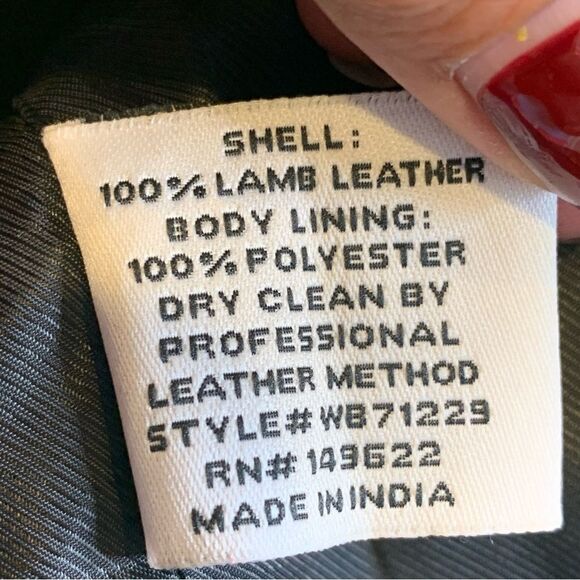 SHELL:
100% LAMB LEATHER
BODY LINING:
100% POLYESTER
DRY CLEAN BY
PROFESSIONAL
LEATHER METHOD
STYLE# WB71229
RN# 149622
MADE IN INDIA